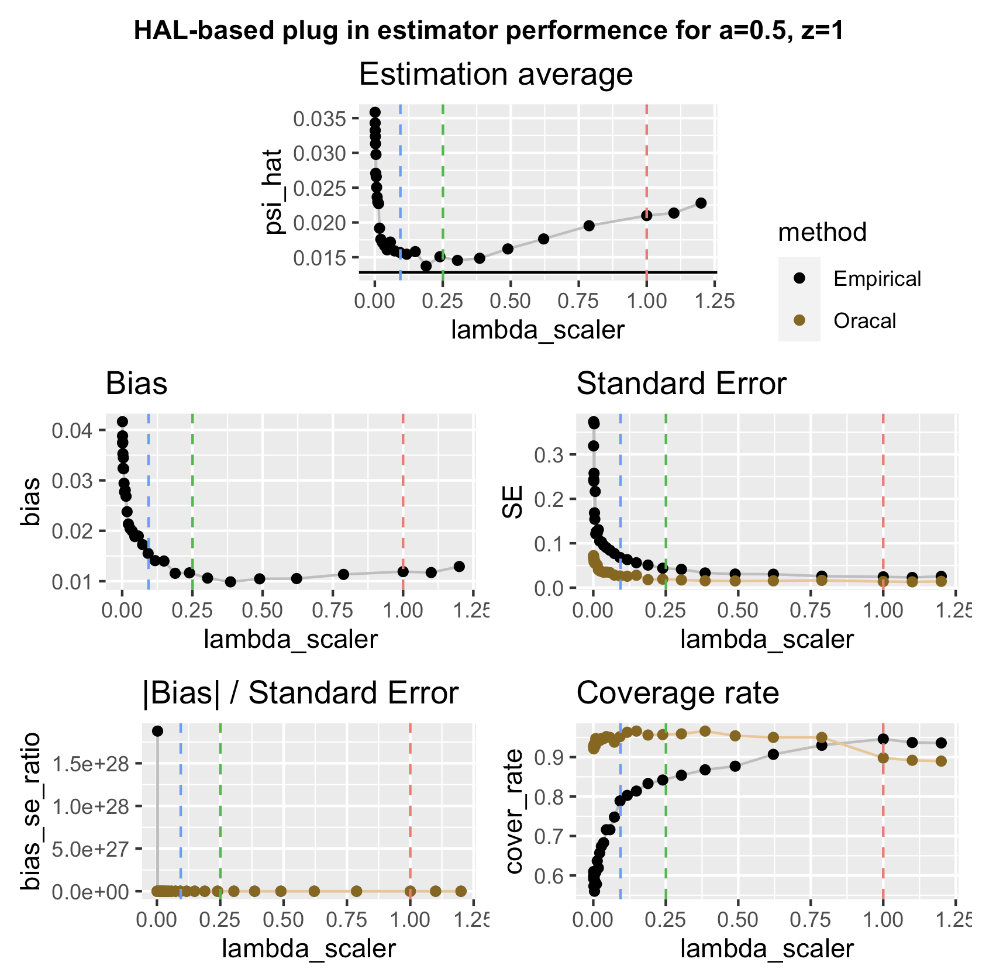 HAL-based plug in estimator performence for a=0.5, z=1
Estimation average
psi_hat
0.035
0.030
0.025
0.020
0.015
0.00 0.25 0.50 0.75 1.00 1.25
lambda_scaler
method
Empirical
Oracal
Bias
bias
0.04
0.03
0.02
0.01
0.00 0.25 0.50 0.75 1.00 1.25
lambda_scaler
Standard Error
SE
0.3
0.2
0.1
0.0
0.00 0.25 0.50 0.75 1.00 1.25
lambda_scaler
|Bias| / Standard Error
bias_se_ratio
1.5e+28
1.0e+28
5.0e+27
0.0e+00
0.00 0.25 0.50 0.75 1.00 1.25
lambda_scaler
Coverage rate
cover_rate
0.9
0.8
0.7
0.6
0.00 0.25 0.50 0.75 1.00 1.25
lambda_scaler